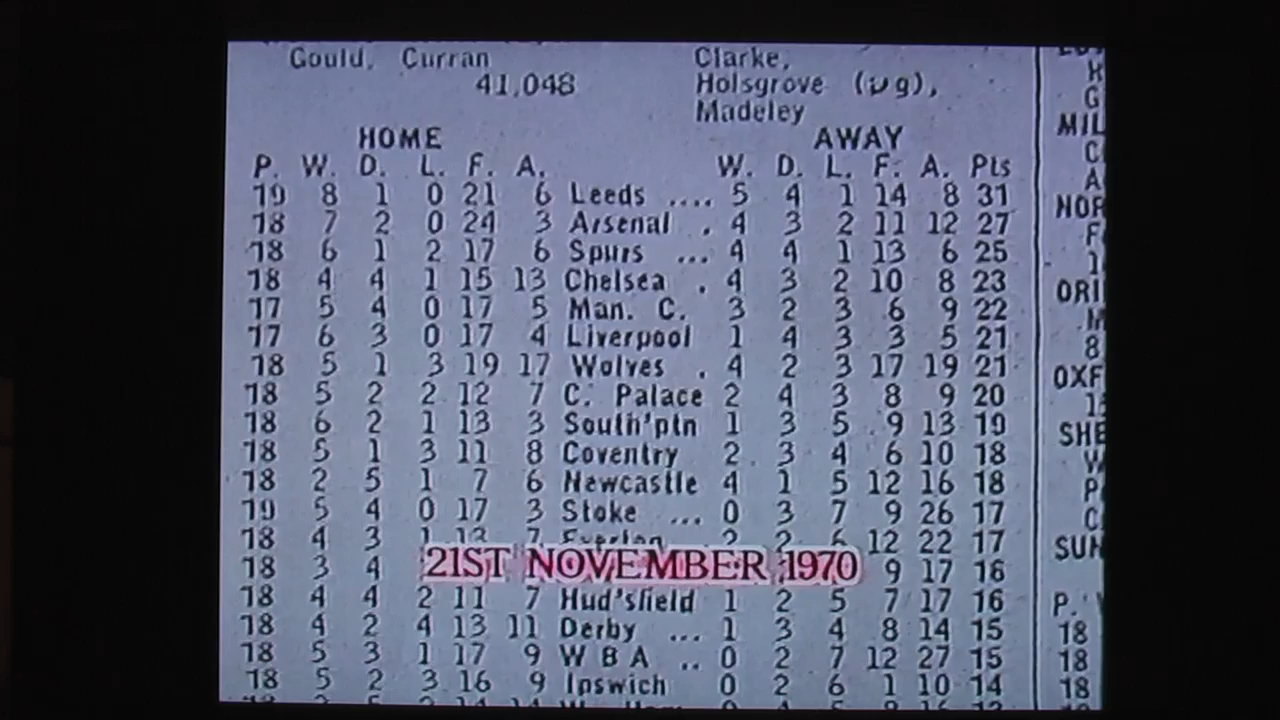 Gould, Curran Clarke,
41,048 Holsgrove (og),
Madeley
HOME AWAY
P. W. D. L. F. A. W. D. L. F. A. Pts
19 8 1 0 21 6 Leeds .... 5 4 1 14 8 31
18 7 2 0 24 3 Arsenal . 4 3 2 11 12 27
18 6 1 2 17 6 Spurs ... 4 4 1 13 6 25
18 4 4 1 15 13 Chelsea . 4 3 2 10 8 23
17 5 4 0 17 5 Man. C. 3 2 3 6 9 22
17 6 3 0 17 4 Liverpool 1 4 3 3 5 21
18 5 1 3 19 17 Wolves . 4 2 3 17 19 21
18 5 2 2 12 7 C. Palace 2 4 3 8 9 20
18 6 2 1 13 3 South'ptn 1 3 5 9 13 19
18 5 1 3 11 8 Coventry 2 3 4 6 10 18
18 2 5 1 7 6 Newcastle 4 1 5 12 16 18
19 5 4 0 17 3 Stoke ... 0 3 7 9 26 17
18 4 3 1 13 7 Everton 2 2 6 12 22 17
18 3 4 9 17 16
21ST NOVEMBER 1970
18 4 4 2 11 7 Hud'sfield 1 2 5 7 17 16
18 4 2 4 13 11 Derby ... 1 3 4 8 14 15
18 5 3 1 17 9 W B A .. 0 2 7 12 27 15
18 5 2 3 16 9 Ipswich 0 2 6 1 10 14
MIL
NOR
ORI
OXF
SHE
SUN
P.
18
18
18